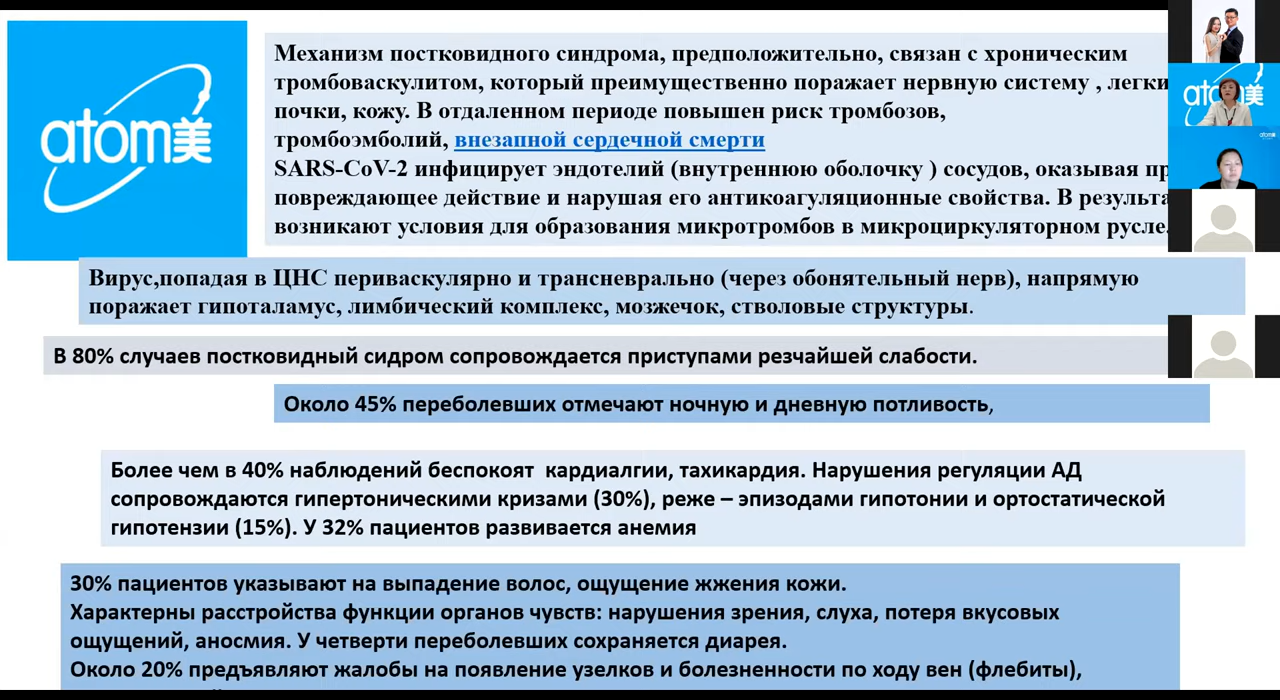 atom美
Механизм постковидного синдрома, предположительно, связан с хроническим
тромбоваскулитом, который преимущественно поражает нервную систему , легки
почки, кожу. В отдаленном периоде повышен риск тромбозов,
тромбоэмболий, внезапной сердечной смерти
SARS-CoV-2 инфицирует эндотелий (внутреннюю оболочку ) сосудов, оказывая пр
повреждающее действие и нарушая его антикоагуляционные свойства. В результа
возникают условия для образования микротромбов в микроциркуляторном русле.
Вирус,попадая в ЦНС периваскулярно и трансневрально (через обонятельный нерв), напрямую
поражает гипоталамус, лимбический комплекс, мозжечок, стволовые структуры.
В 80% случаев постковидный сидром сопровождается приступами резчайшей слабости.
Около 45% переболевших отмечают ночную и дневную потливость,
Более чем в 40% наблюдений беспокоят кардиалгии, тахикардия. Нарушения регуляции АД
сопровождаются гипертоническими кризами (30%), реже – эпизодами гипотонии и ортостатической
гипотензии (15%). У 32% пациентов развивается анемия
30% пациентов указывают на выпадение волос, ощущение жжения кожи.
Характерны расстройства функции органов чувств: нарушения зрения, слуха, потеря вкусовых
ощущений, аносмия. У четверти переболевших сохраняется диарея.
Около 20% предъявляют жалобы на появление узелков и болезненности по ходу вен (флебиты),